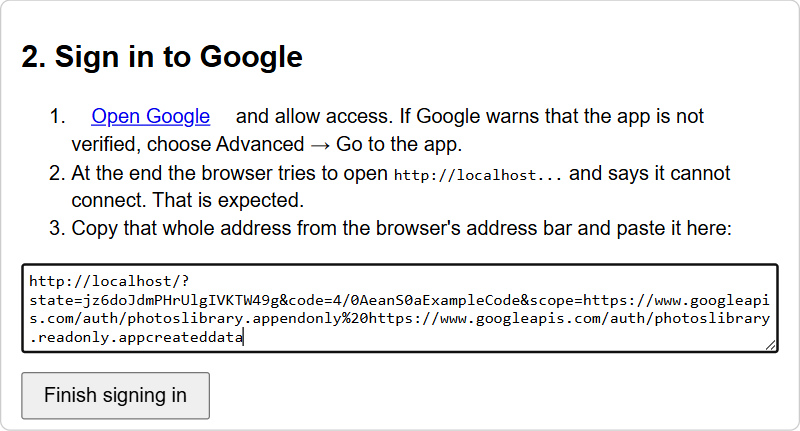 2. Sign in to Google
1. Open Google and allow access. If Google warns that the app is not
verified, choose Advanced → Go to the app.
2. At the end the browser tries to open http://localhost... and says it cannot
connect. That is expected.
3. Copy that whole address from the browser's address bar and paste it here:
http://localhost/?
state=jz6doJdmPHrUlgIVKTW49g&code=4/0AeanS0aExampleCode&scope=https://www.googleapi
s.com/auth/photoslibrary.appendonly%20https://www.googleapis.com/auth/photoslibrary
.readonly.appcreateddata
Finish signing in